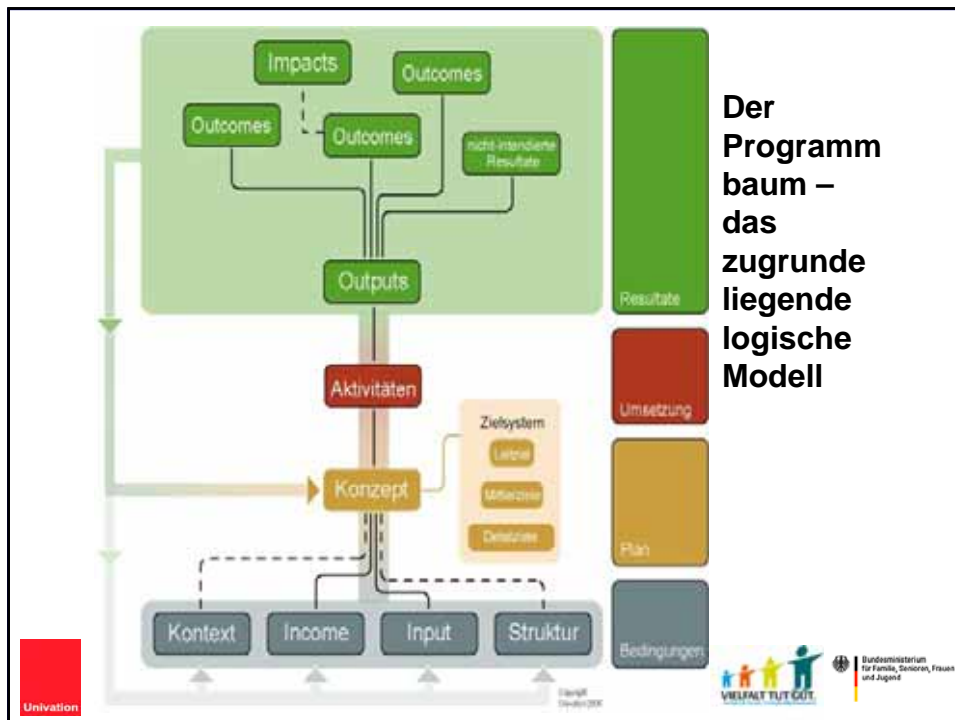 Impacts
Outcomes
Outcomes
Outcomes
nicht-intendierte
Resultate
Outputs
Resultate
Aktivitäten
Umsetzung
Zielsystem
Leitziel
Mittlerziele
Detailziele
Konzept
Plan
Kontext
Income
Input
Struktur
Bedingungen
Der
Programm
baum –
das
zugrunde
liegende
logische
Modell
Univation
Copyright
VIELFALT TUT GUT.
Bundesministerium
für Familie, Senioren, Frauen
und Jugend